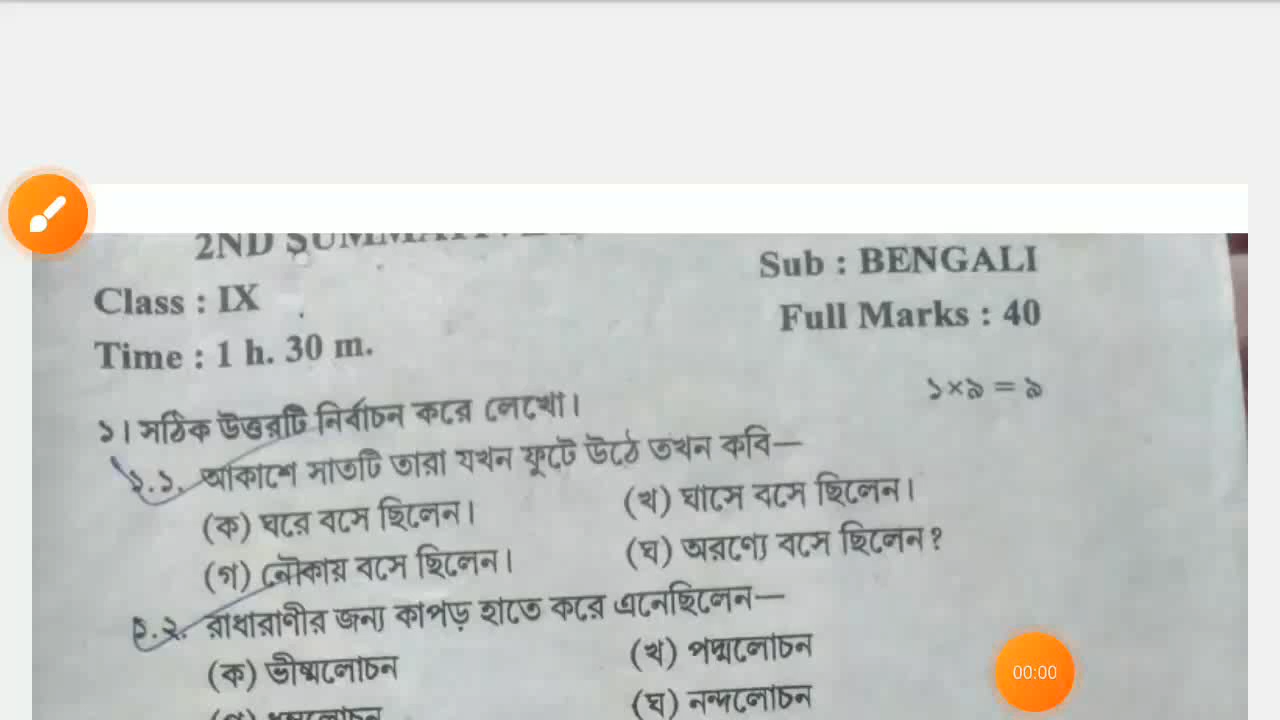 2ND
Sub : BENGALI
Class : IX
Full Marks : 40
Time : 1 h. 30 m.
১×৯ = ৯
১। সঠিক উত্তরটি নির্বাচন করে লেখো।
১.১. আকাশে সাতটি তারা যখন ফুটে উঠে তখন কবি—
(ক) ঘরে বসে ছিলেন।
(খ) ঘাসে বসে ছিলেন।
(গ) নৌকায় বসে ছিলেন।
(ঘ) অরণ্যে বসে ছিলেন?
১.২. রাধারাণীর জন্য কাপড় হাতে করে এনেছিলেন—
(ক) ভীষ্মলোচন
(খ) পদ্মলোচন
(ঘ) নন্দলোচন
00:00